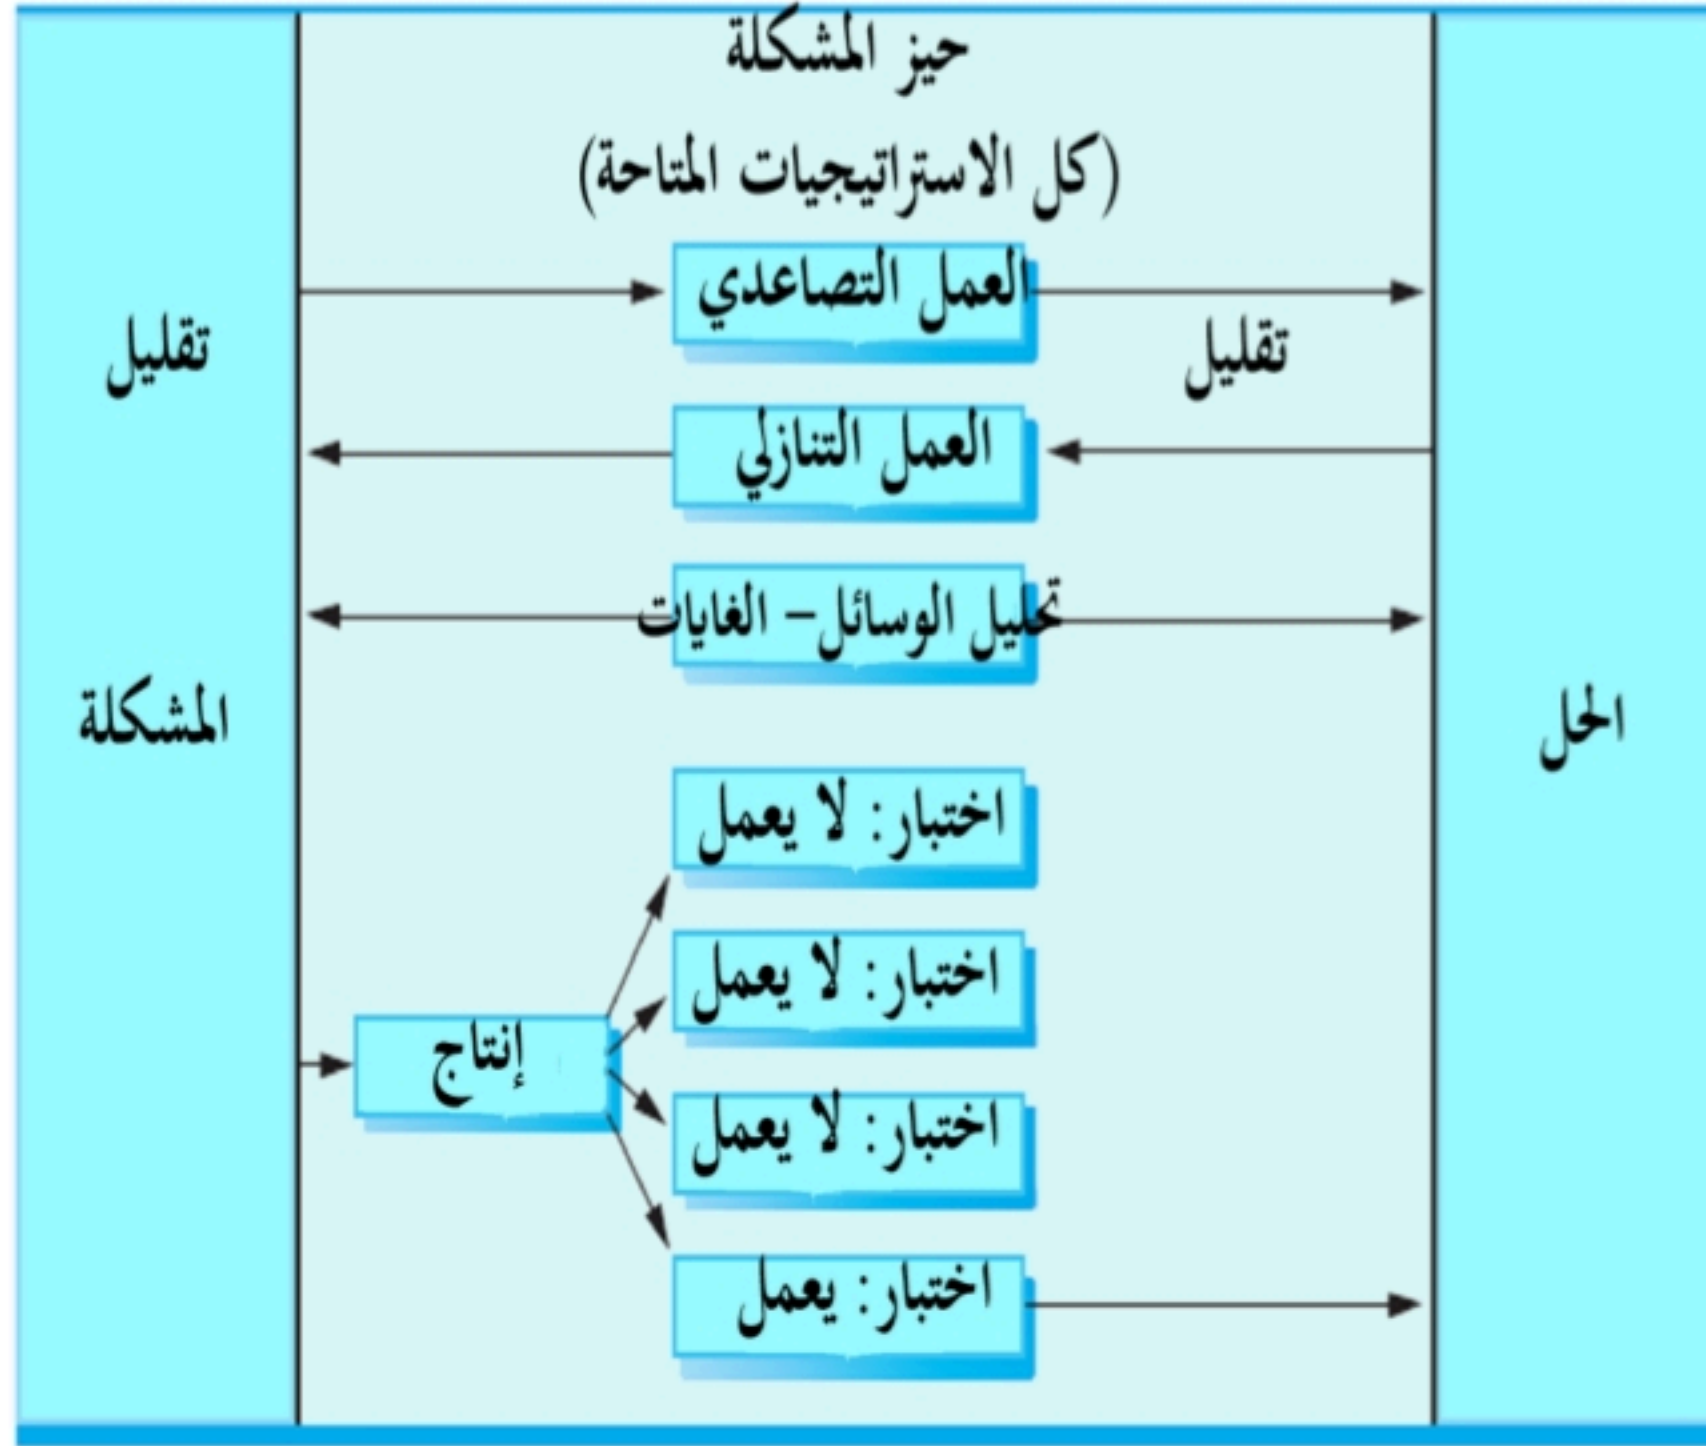 حيز المشكلة
(كل الاستراتيجيات المتاحة)
العمل التصاعدي
تقليل
تقليل
العمل التنازلي
تحليل الوسائل – الغايات
الحل
المشكلة
اختبار: لا يعمل
اختبار: لا يعمل
إنتاج
اختبار: لا يعمل
اختبار: يعمل